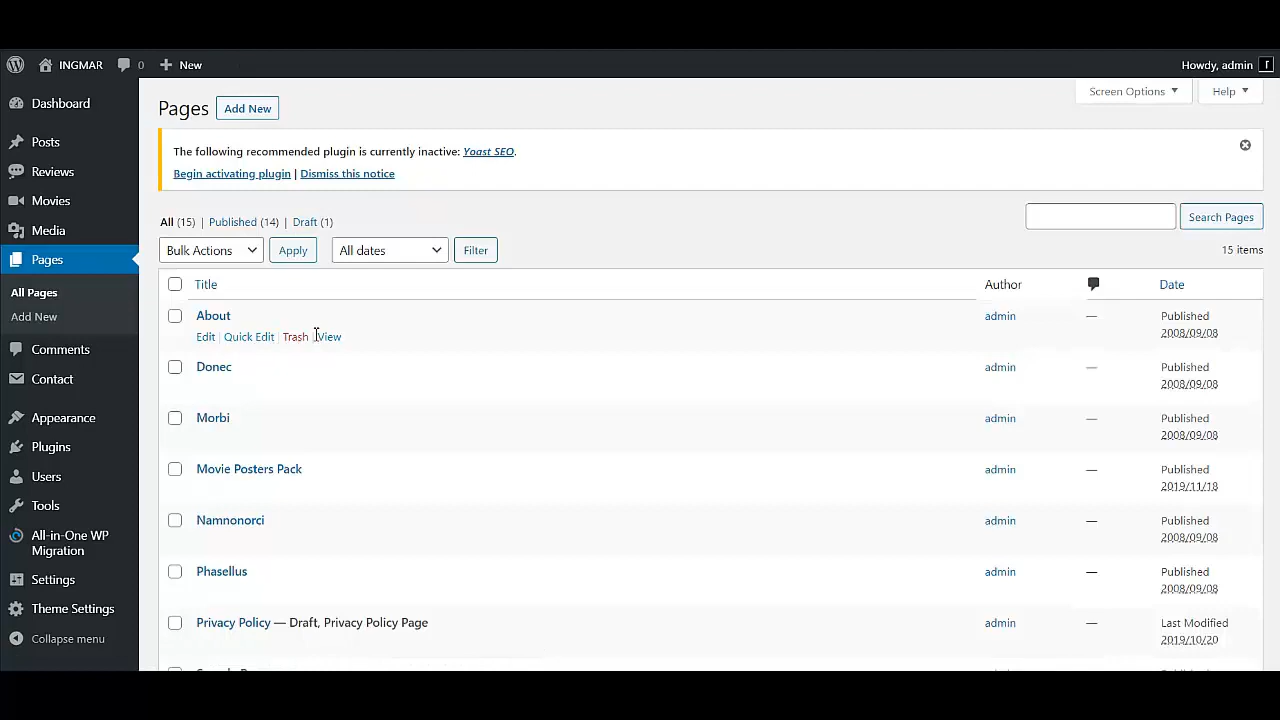 INGMAR 0 New Howdy, admin
Dashboard
Posts
Reviews
Movies
Media
Pages
All Pages
Add New
Comments
Contact
Appearance
Plugins
Users
Tools
All-in-One WP
Migration
Settings
Theme Settings
Collapse menu
Screen Options Help
Pages Add New
The following recommended plugin is currently inactive: Yoast SEO.
Begin activating plugin | Dismiss this notice
All (15) | Published (14) | Draft (1) Search Pages
Bulk Actions Apply All dates Filter 15 items
Title Author Date
About admin — Published
Edit | Quick Edit | Trash | View 2008/09/08
Donec admin — Published
2008/09/08
Morbi admin — Published
2008/09/08
Movie Posters Pack admin — Published
2019/11/18
Namnonorci admin — Published
2008/09/08
Phasellus admin — Published
2008/09/08
Privacy Policy — Draft, Privacy Policy Page admin — Last Modified
2019/10/20